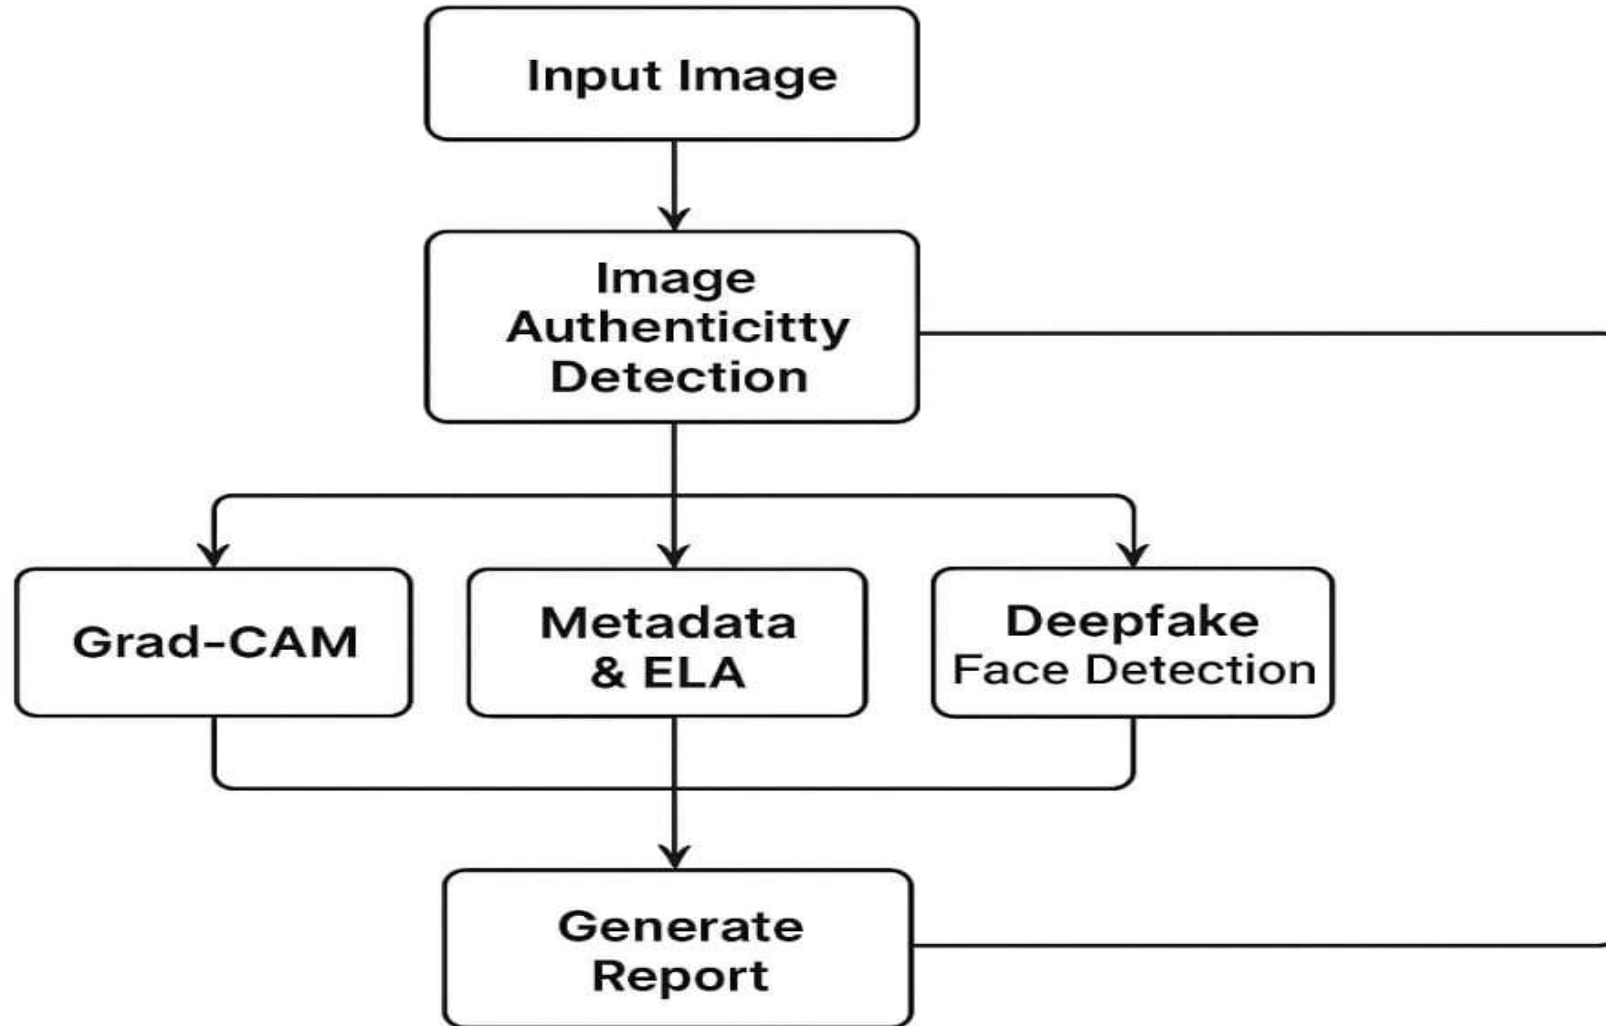 Input Image
Image
Authenticitty
Detection
Grad-CAM
Metadata
& ELA
Deepfake
Face Detection
Generate
Report